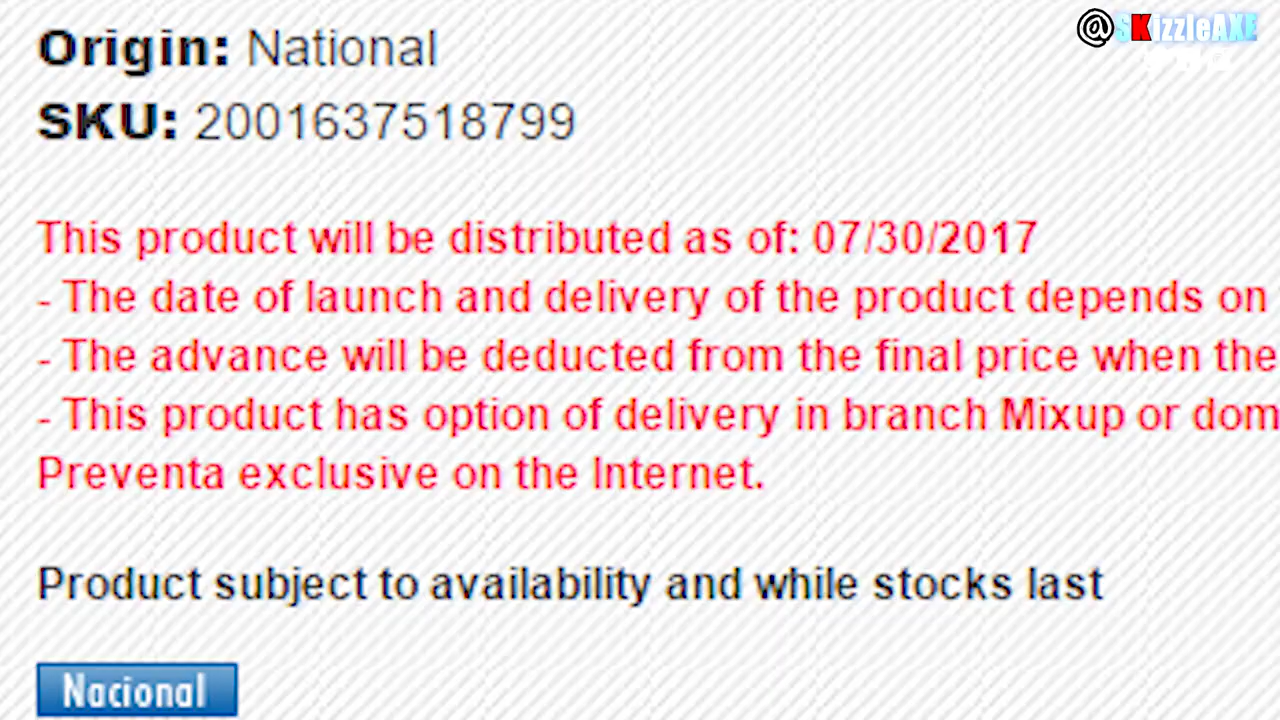 @SKizzleAXE
Origin: National
SKU: 2001637518799
This product will be distributed as of: 07/30/2017
- The date of launch and delivery of the product depends on
- The advance will be deducted from the final price when the
- This product has option of delivery in branch Mixup or dom
Preventa exclusive on the Internet.
Product subject to availability and while stocks last
Nacional